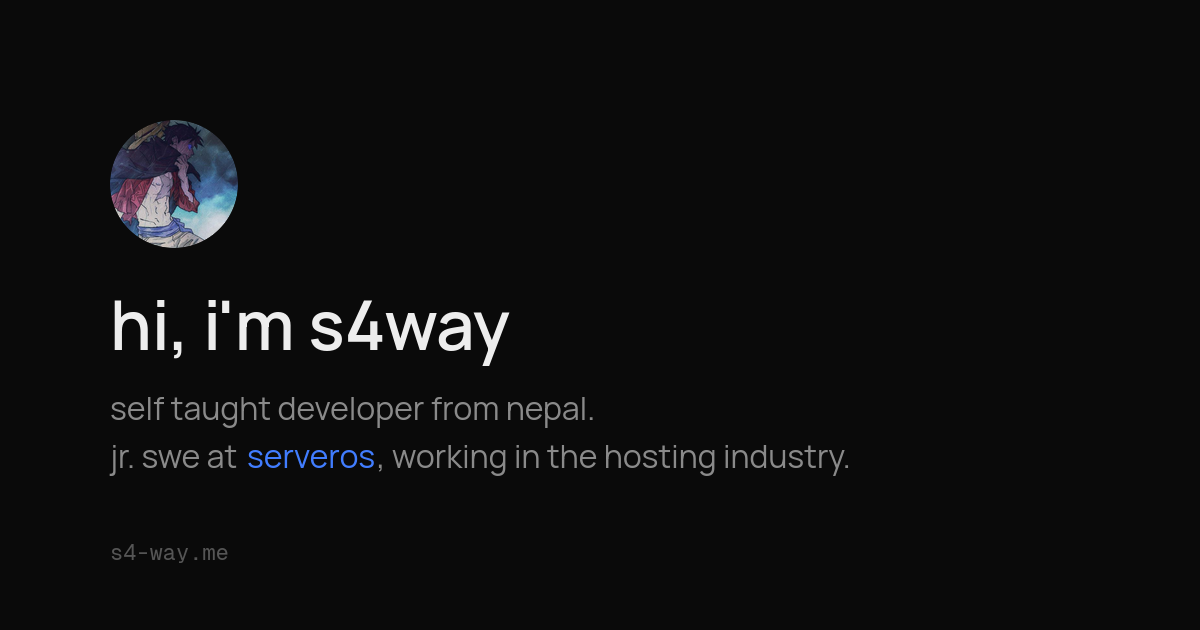 hi, i'm s4way
self taught developer from nepal.
jr. swe at serveros, working in the hosting industry.
s4-way.me